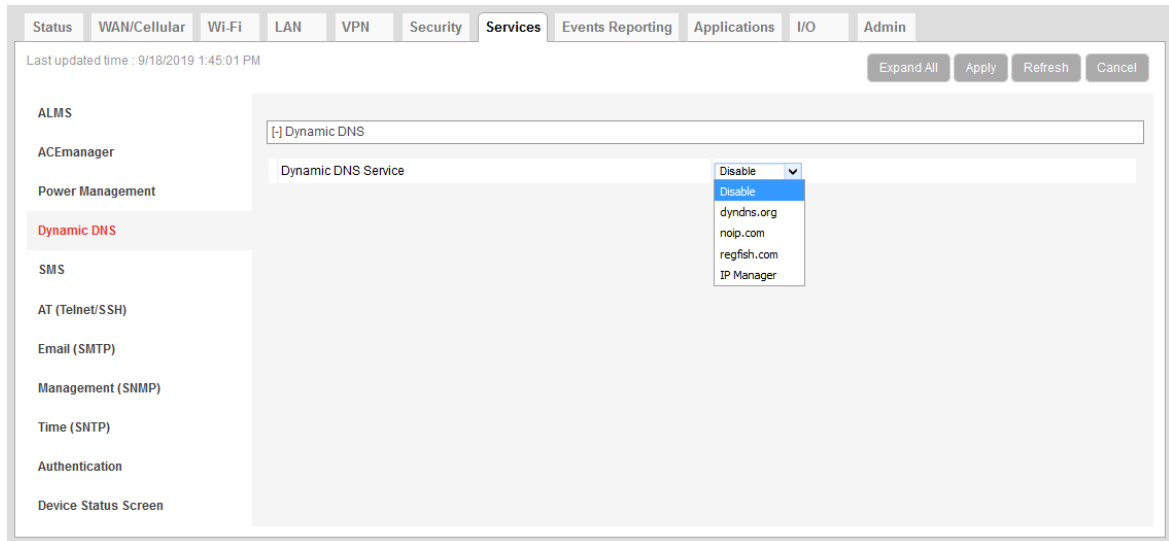 Status WAN/Cellular Wi-Fi LAN VPN Security Services Events Reporting Applications I/O Admin
Last updated time : 9/18/2019 1:45:01 PM
Expand All Apply Refresh Cancel
ALMS
ACEmanager
Power Management
Dynamic DNS
SMS
AT (Telnet/SSH)
Email (SMTP)
Management (SNMP)
Time (SNTP)
Authentication
Device Status Screen
[-] Dynamic DNS
Dynamic DNS Service Disable
Disable
dyndns.org
noip.com
regfish.com
IP Manager